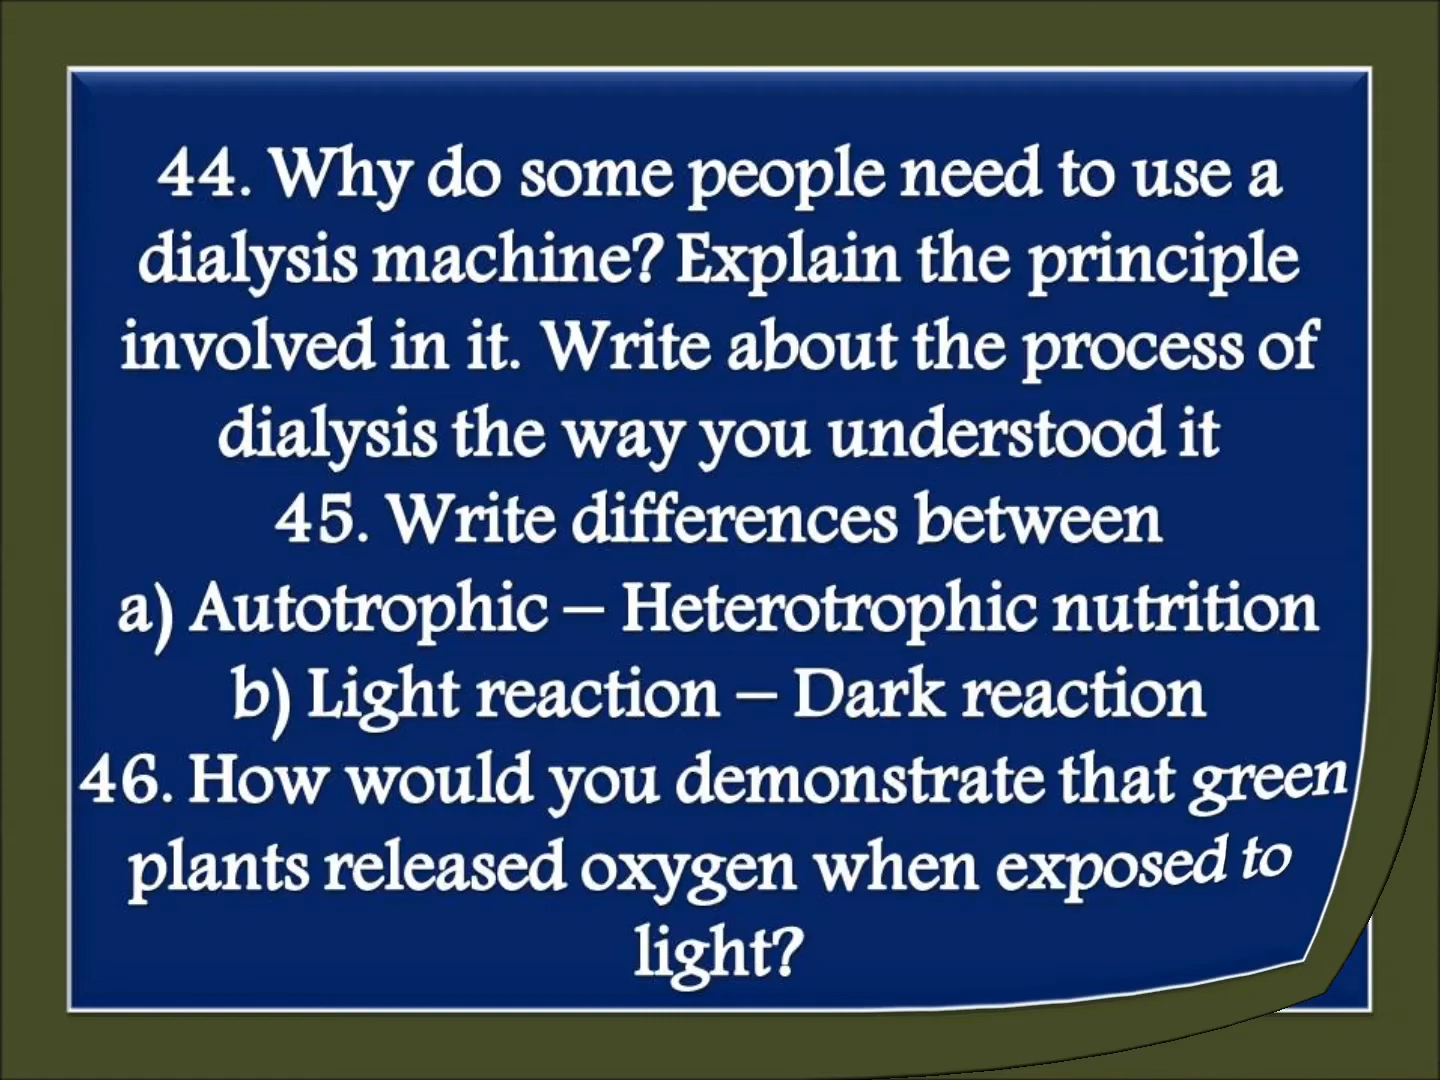 44. Why do some people need to use a
dialysis machine? Explain the principle
involved in it. Write about the process of
dialysis the way you understood it
45. Write differences between
a) Autotrophic – Heterotrophic nutrition
b) Light reaction – Dark reaction
46. How would you demonstrate that green
plants released oxygen when exposed to
light?